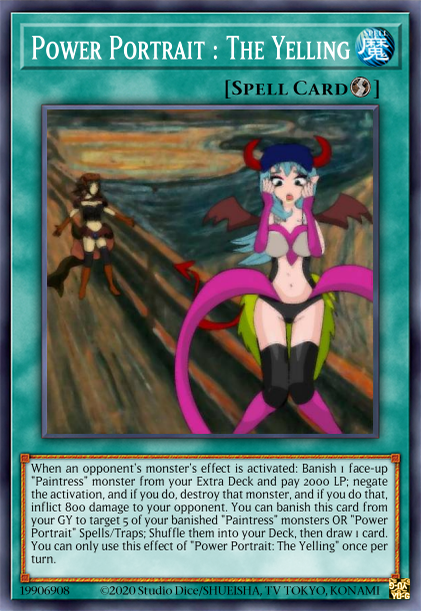 Power Portrait : The Yelling
SPELL
魔
[Spell Card]
When an opponent's monster's effect is activated: Banish 1 face-up
"Paintress" monster from your Extra Deck and pay 2000 LP; negate
the activation, and if you do, destroy that monster, and if you do that,
inflict 800 damage to your opponent. You can banish this card from
your GY to target 5 of your banished "Paintress" monsters OR "Power
Portrait" Spells/Traps; Shuffle them into your Deck, then draw 1 card.
You can only use this effect of "Power Portrait: The Yelling" once per
turn.
19906908 ©2020 Studio Dice/SHUEISHA, TV TOKYO, KONAMI